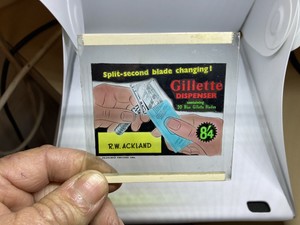 Split-second blade changing!
Gillette
DISPENSER
containing
20 Blue Gillette Blades
8'4
R.W. ACKLAND